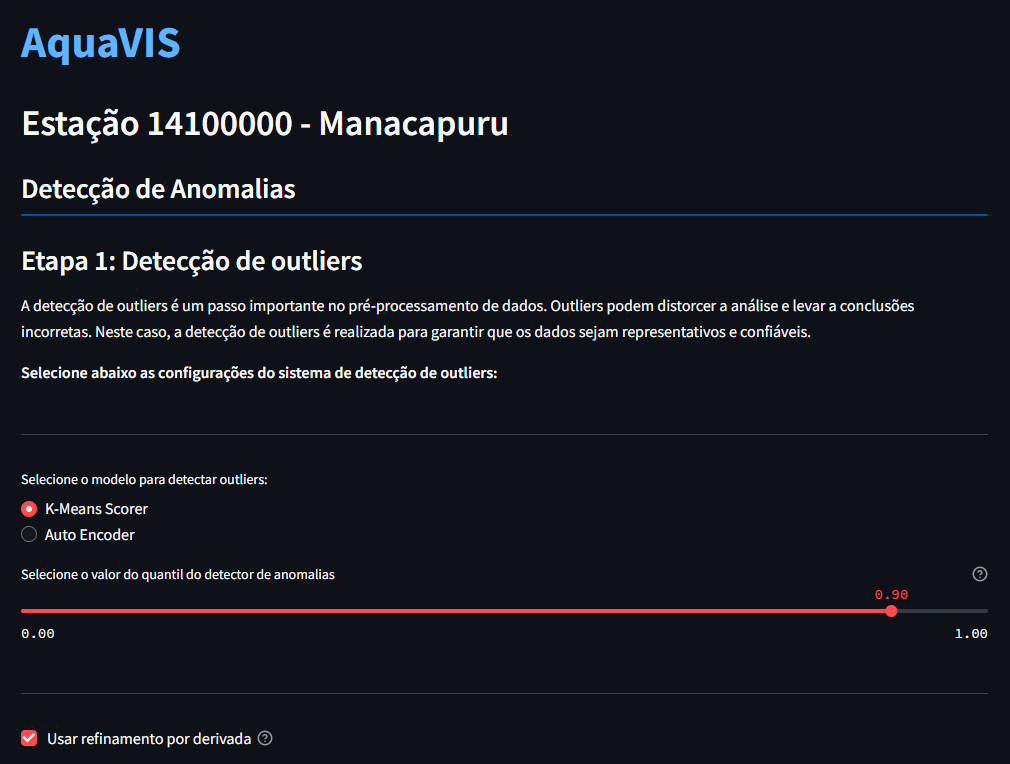 AquaVIS
Estação 14100000 - Manacapuru
Detecção de Anomalias
Etapa 1: Detecção de outliers
A detecção de outliers é um passo importante no pré-processamento de dados. Outliers podem distorcer a análise e levar a conclusões
incorretas. Neste caso, a detecção de outliers é realizada para garantir que os dados sejam representativos e confiáveis.
Selecione abaixo as configurações do sistema de detecção de outliers:
Selecione o modelo para detectar outliers:
K-Means Scorer
Auto Encoder
Selecione o valor do quantil do detector de anomalias
0.90
0.00 1.00
Usar refinamento por derivada